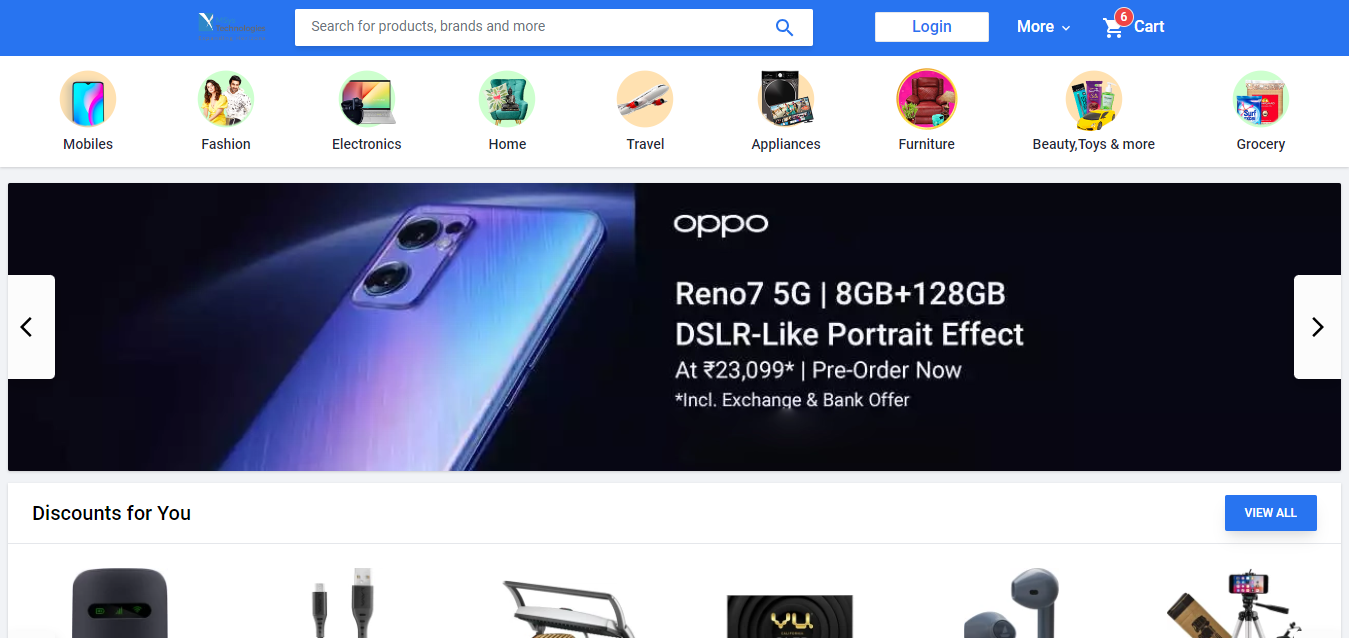 Search for products, brands and more
Login
More
6
Cart
Mobiles
Fashion
Electronics
Home
Travel
Appliances
Furniture
Beauty,Toys & more
Grocery
oppo
Reno7 5G | 8GB+128GB
DSLR-Like Portrait Effect
At ₹23,099* | Pre-Order Now
*Incl. Exchange & Bank Offer
Discounts for You
VIEW ALL
VU